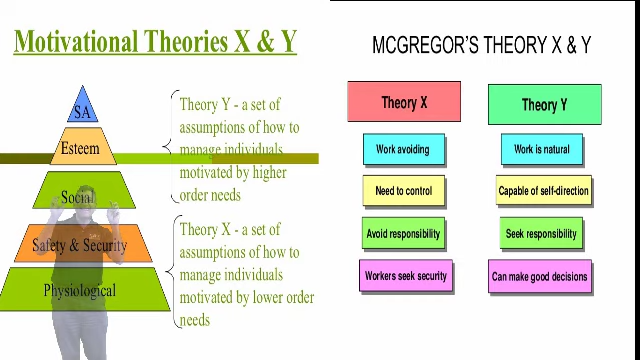 Motivational Theories X & Y
SA
Esteem
Social
Safety & Security
Physiological
Theory Y - a set of
assumptions of how to
manage individuals
motivated by higher
order needs
Theory X - a set of
assumptions of how to
manage individuals
motivated by lower order
needs
MCGREGOR'S THEORY X & Y
Theory X
Theory Y
Work avoiding
Work is natural
Need to control
Capable of self-direction
Avoid responsibility
Seek responsibility
Workers seek security
Can make good decisions